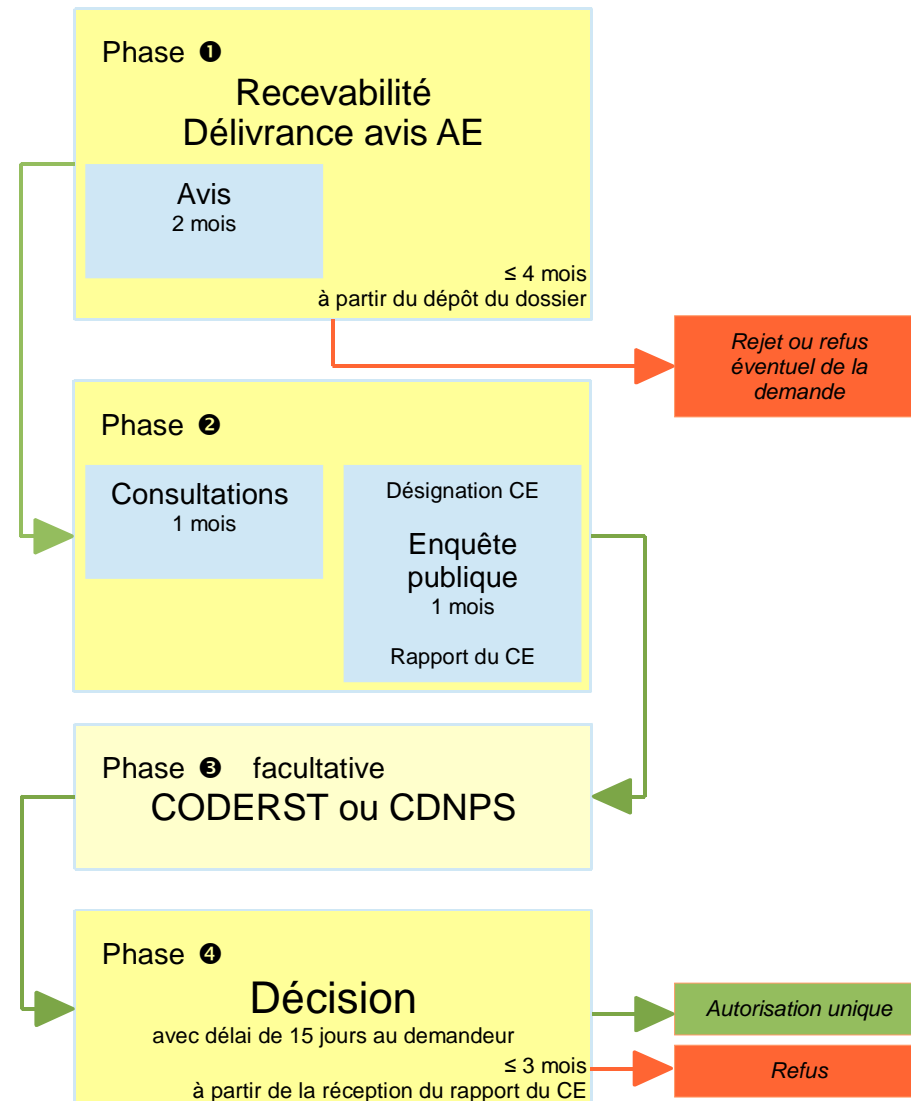 Phase ❶
Recevabilité
Délivrance avis AE
Avis
2 mois
≤ 4 mois
à partir du dépôt du dossier
Rejet ou refus
éventuel de la
demande
Phase ❷
Consultations
1 mois
Désignation CE
Enquête
publique
1 mois
Rapport du CE
Phase ❸ facultative
CODERST ou CDNPS
Phase ❹
Décision
avec délai de 15 jours au demandeur
≤ 3 mois
à partir de la réception du rapport du CE
Autorisation unique
Refus